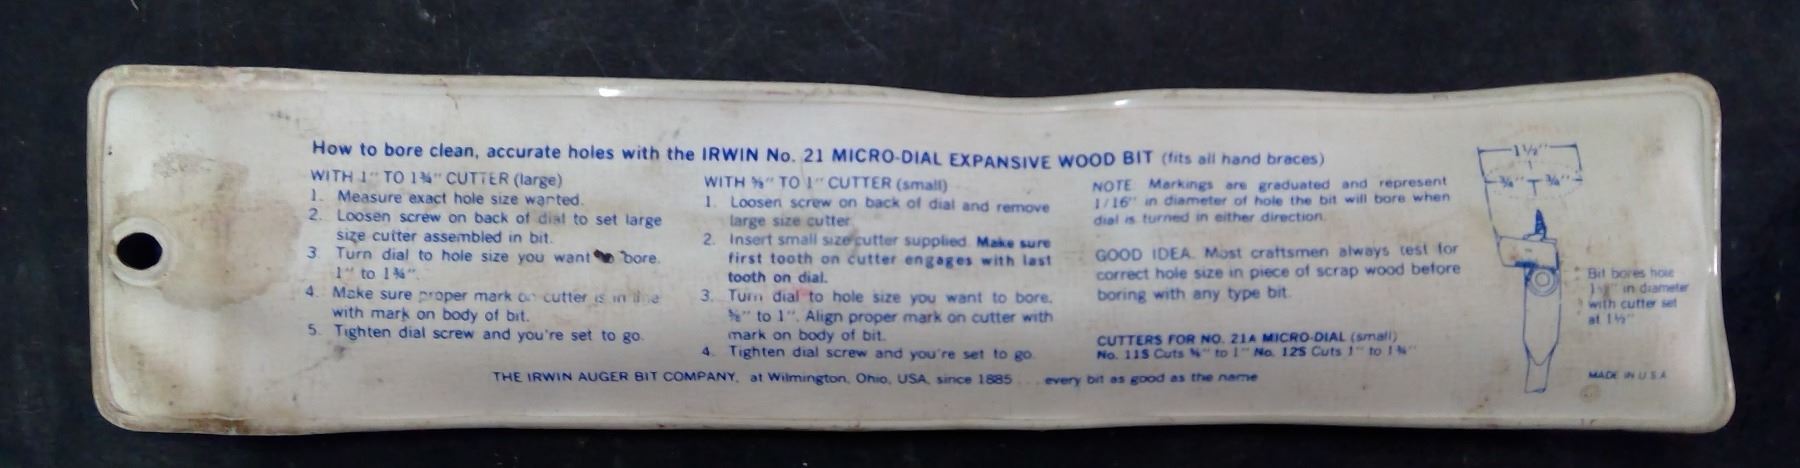 How to bore clean, accurate holes with the IRWIN No. 21 MICRO-DIAL EXPANSIVE WOOD BIT (fits all hand braces)
WITH 1" TO 1¾" CUTTER (large)
1. Measure exact hole size wanted.
2. Loosen screw on back of dial to set large
size cutter assembled in bit.
3. Turn dial to hole size you want bore.
1" to 1¾".
4. Make sure proper mark on cutter is in line
with mark on body of bit.
5. Tighten dial screw and you're set to go.
WITH ⅝" TO 1" CUTTER (small)
1. Loosen screw on back of dial and remove
large size cutter.
2. Insert small size cutter supplied. Make sure
first tooth on cutter engages with last
tooth on dial.
3. Turn dial to hole size you want to bore,
⅝" to 1". Align proper mark on cutter with
mark on body of bit.
4. Tighten dial screw and you're set to go.
NOTE: Markings are graduated and represent
1/16" in diameter of hole the bit will bore when
dial is turned in either direction.
GOOD IDEA. Most craftsmen always test for
correct hole size in piece of scrap wood before
boring with any type bit.
CUTTERS FOR NO. 21A MICRO-DIAL (small)
No. 11S Cuts ⅝" to 1" No. 12S Cuts 1" to 1¾"
THE IRWIN AUGER BIT COMPANY, at Wilmington, Ohio, USA, since 1885 ... every bit as good as the name
1½"
¾" ¾"
Bit bores hole
in diameter
with cutter set
at 1½"
MADE IN U S A